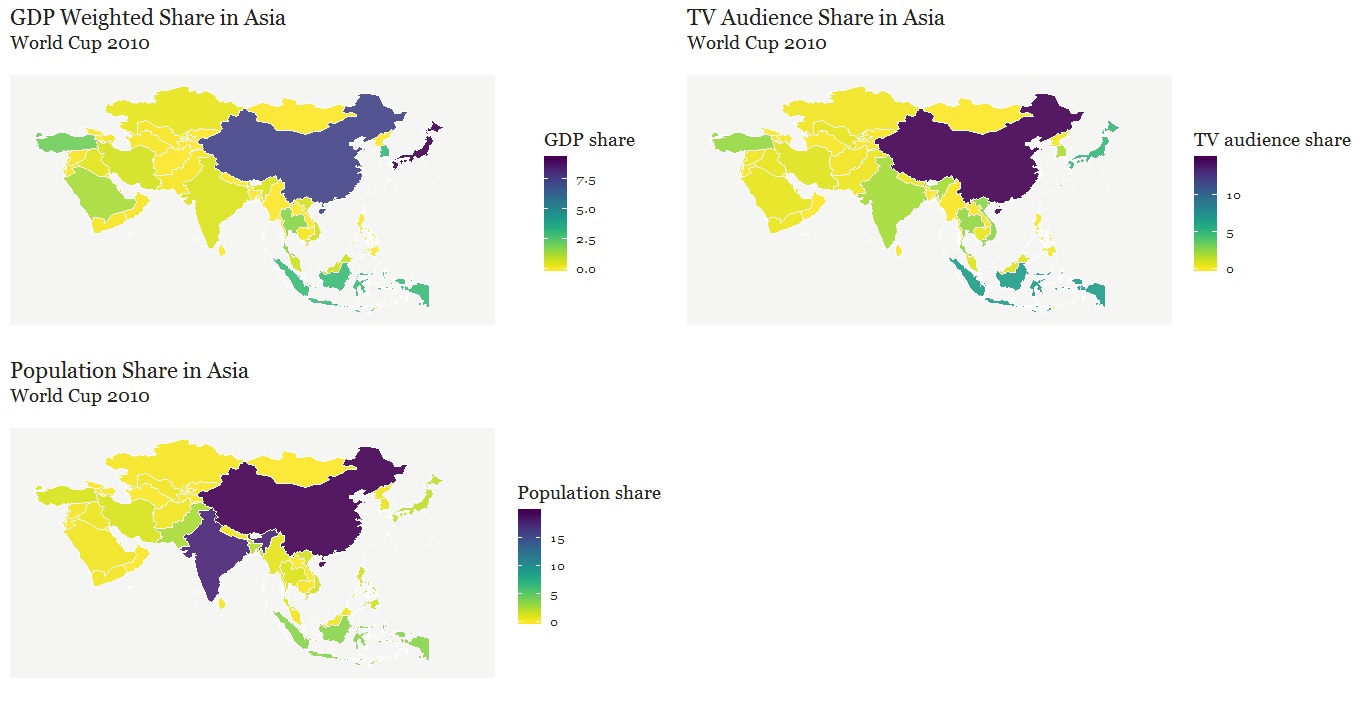 GDP Weighted Share in Asia
World Cup 2010
GDP share
7.5
5.0
2.5
0.0
TV Audience Share in Asia
World Cup 2010
TV audience share
10
5
0
Population Share in Asia
World Cup 2010
Population share
15
10
5
0